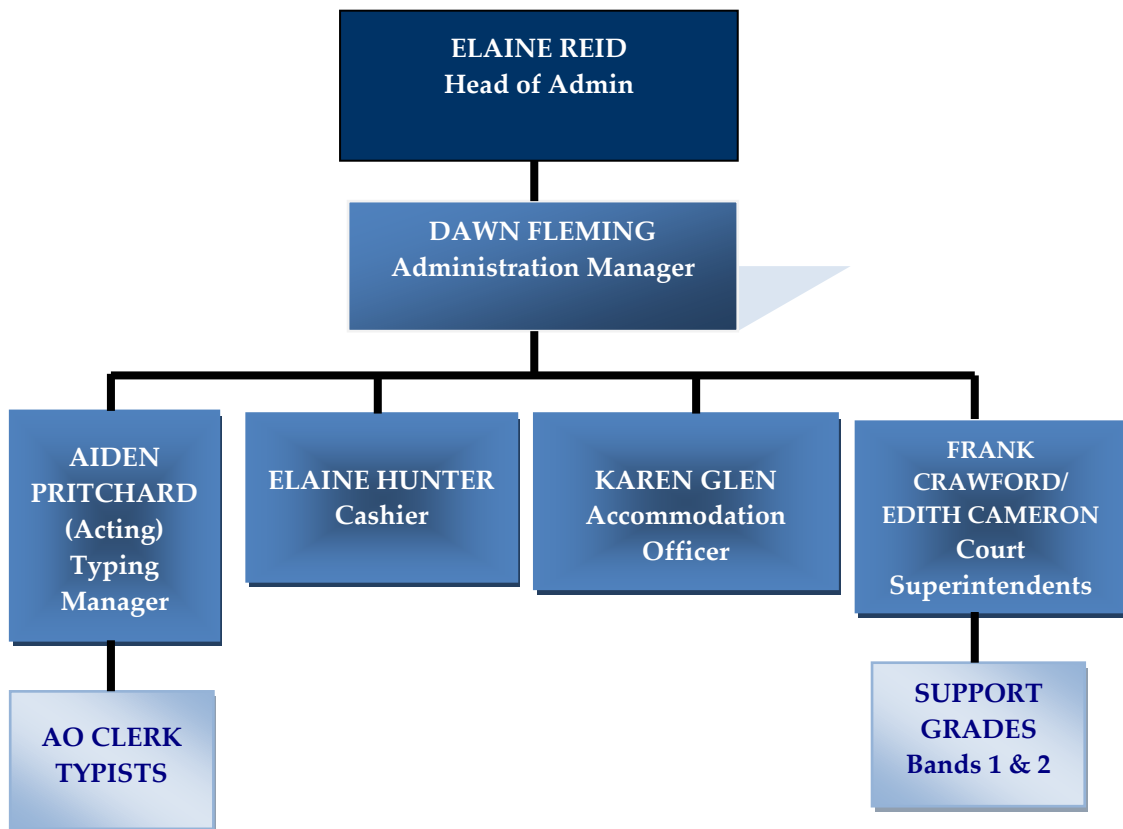 ELAINE REID
Head of Admin
DAWN FLEMING
Administration Manager
AIDEN
PRITCHARD
(Acting)
Typing
Manager
ELAINE HUNTER
Cashier
KAREN GLEN
Accommodation
Officer
FRANK
CRAWFORD/
EDITH CAMERON
Court
Superintendents
AO CLERK
TYPISTS
SUPPORT
GRADES
Bands 1 & 2